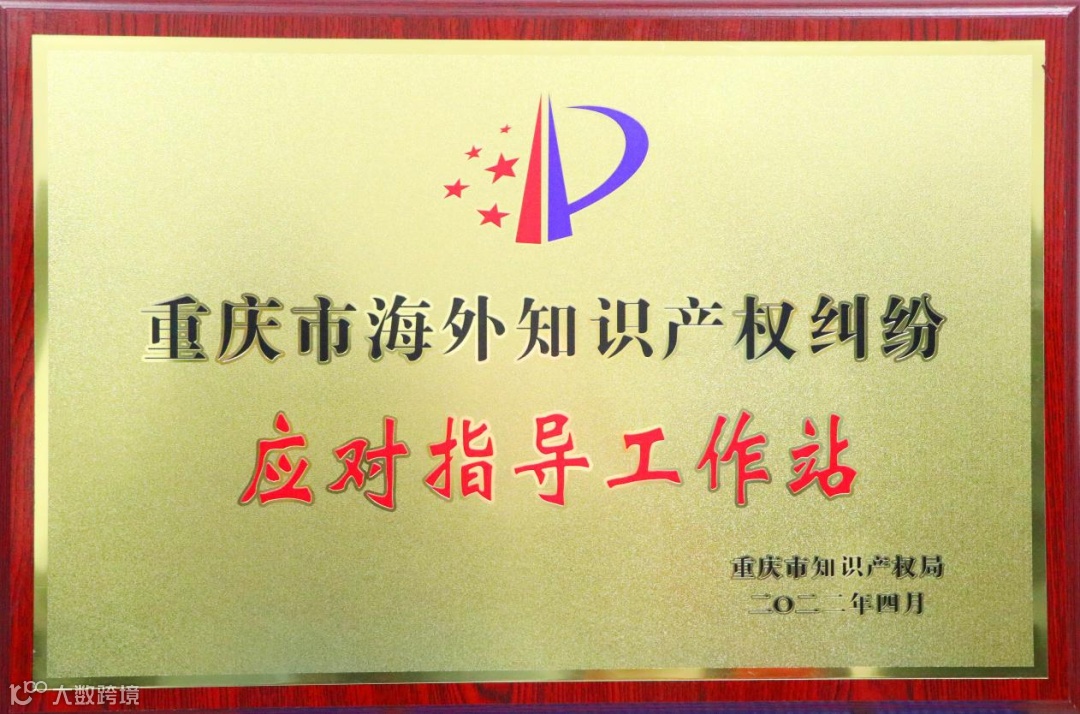 重庆市海外知识产权纠纷
应对指导工作站
重庆市知识产权局
二〇二二年四月
大数跨境